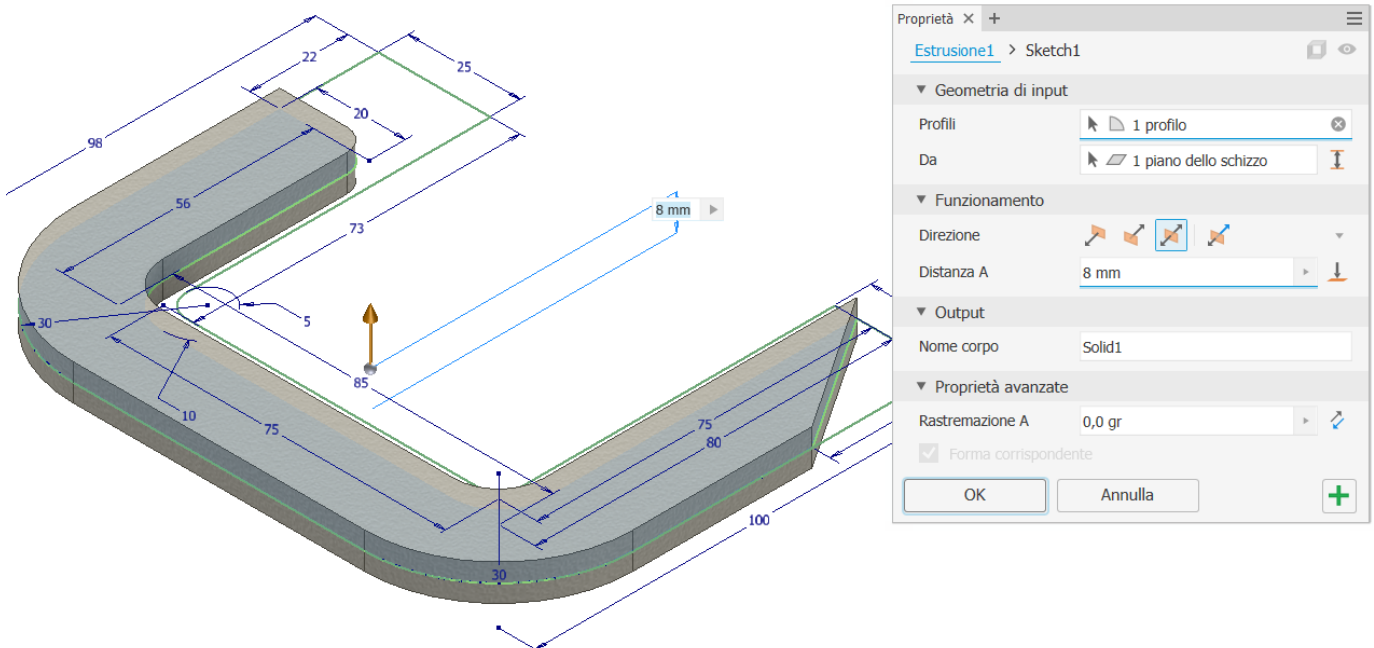 22
25
20
98
56
73
8 mm
5
30
85
10
75
75
80
30
100
Proprietà × +
Estrusione1 > Sketch1
Geometria di input
Profili 1 profilo
Da 1 piano dello schizzo
Funzionamento
Direzione
Distanza A 8 mm
Output
Nome corpo Solid1
Proprietà avanzate
Rastremazione A 0,0 gr
Forma corrispondente
OK Annulla +